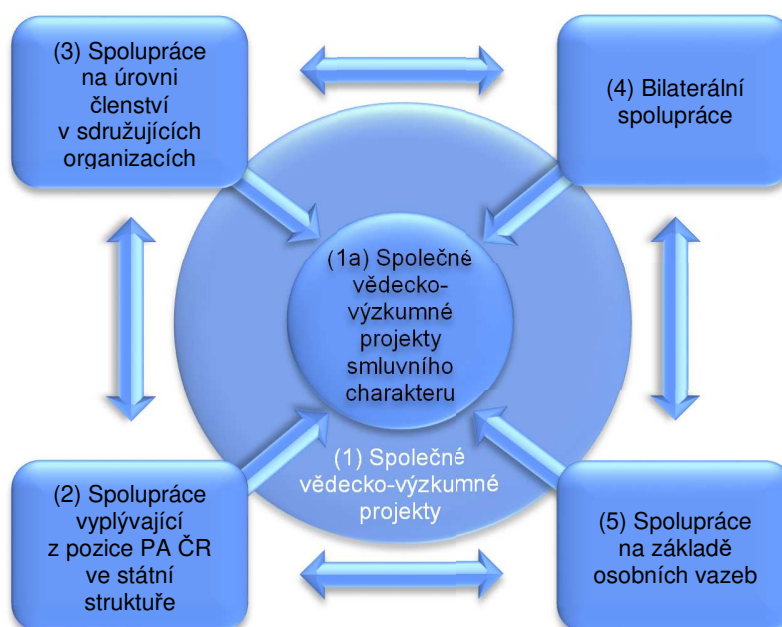 (3) Spolupráce
na úrovni
členství
v sdružujících
organizacích
(4) Bilaterální
spolupráce
(1a) Společné
vědecko-
výzkumné
projekty
smluvního
charakteru
(1) Společné
vědecko-výzkumné
projekty
(2) Spolupráce
vyplývající
z pozice PA ČR
ve státní
struktuře
(5) Spolupráce
na základě
osobních vazeb